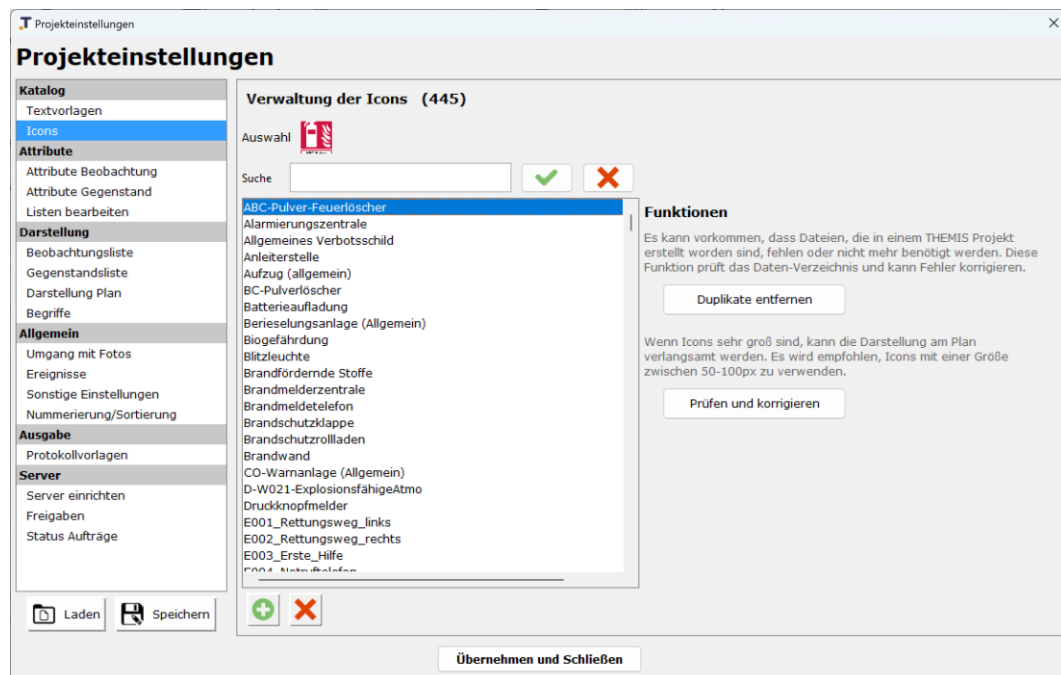 Projekteinstellungen
Projekteinstellungen
Katalog
Textvorlagen
Icons
Attribute
Attribute Beobachtung
Attribute Gegenstand
Listen bearbeiten
Darstellung
Beobachtungsliste
Gegenstandsliste
Darstellung Plan
Begriffe
Allgemein
Umgang mit Fotos
Ereignisse
Sonstige Einstellungen
Nummerierung/Sortierung
Ausgabe
Protokollvorlagen
Server
Server einrichten
Freigaben
Status Aufträge
Laden
Speichern
Verwaltung der Icons (445)
Auswahl
Suche
ABC-Pulver-Feuerlöscher
Alarmierungszentrale
Allgemeines Verbotsschild
Anleiterstelle
Aufzug (allgemein)
BC-Pulverlöscher
Batterieaufladung
Berieselungsanlage (Allgemein)
Biogefährdung
Blitzleuchte
Brandfördernde Stoffe
Brandmelderzentrale
Brandmeldetelefon
Brandschutzklappe
Brandschutzrollladen
Brandwand
CO-Warnanlage (Allgemein)
D-W021-ExplosionsfähigeAtmo
Druckknopfmelder
E001_Rettungsweg_links
E002_Rettungsweg_rechts
E003_Erste_Hilfe
E004_Notruftelefon
Funktionen
Es kann vorkommen, dass Dateien, die in einem THEMIS Projekt
erstellt worden sind, fehlen oder nicht mehr benötigt werden. Diese
Funktion prüft das Daten-Verzeichnis und kann Fehler korrigieren.
Duplikate entfernen
Wenn Icons sehr groß sind, kann die Darstellung am Plan
verlangsamt werden. Es wird empfohlen, Icons mit einer Größe
zwischen 50-100px zu verwenden.
Prüfen und korrigieren
Übernehmen und Schließen